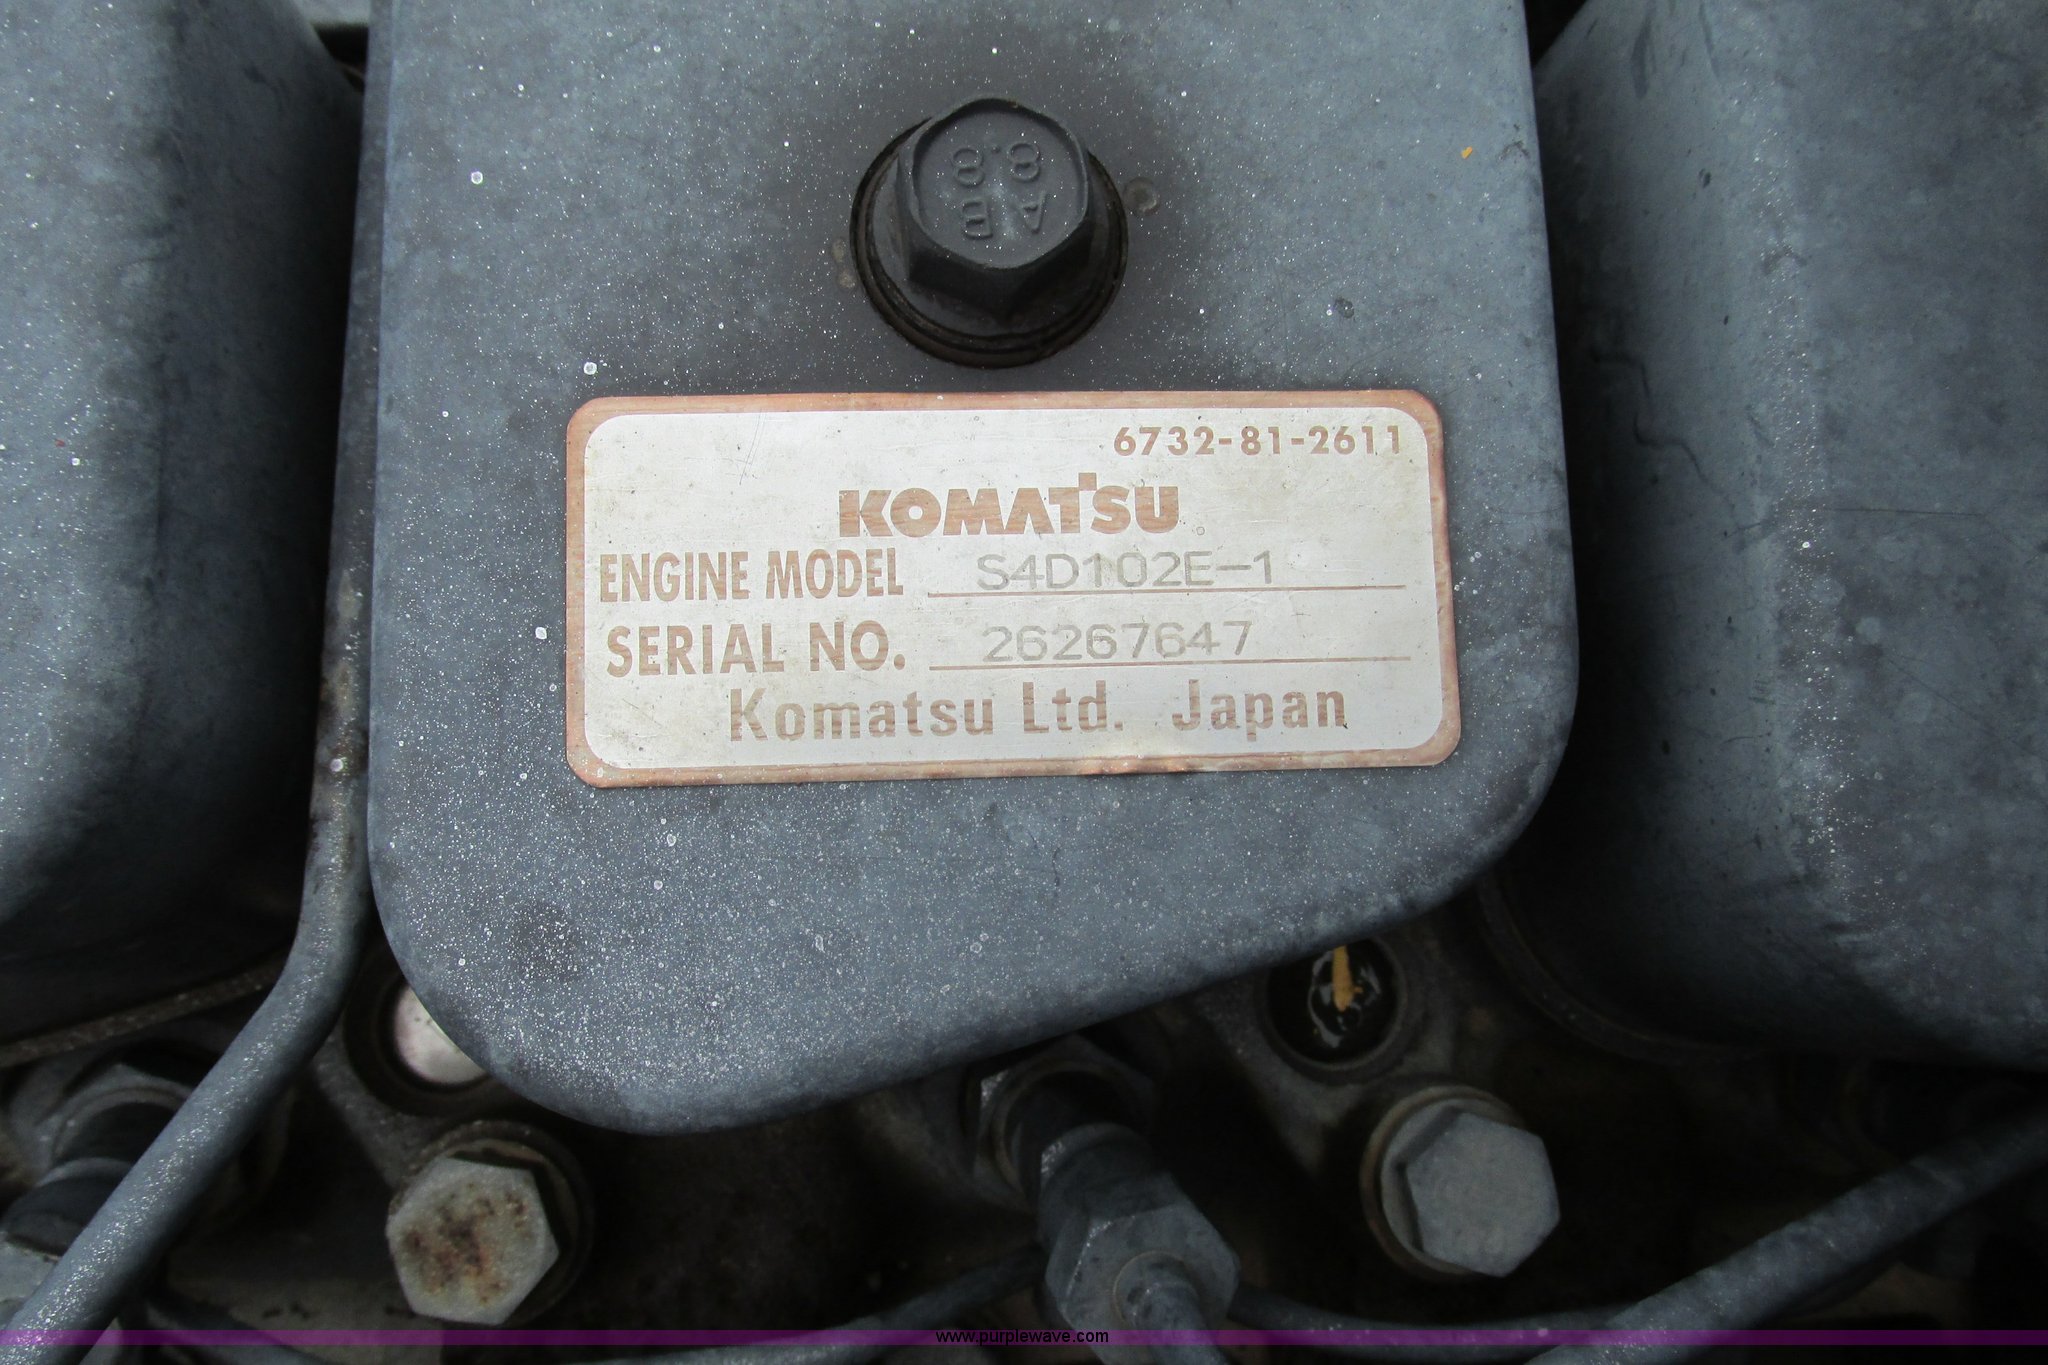 AB
8.8
6732-81-2611
KOMATSU
ENGINE MODEL S4D102E-1
SERIAL NO. 26267647
Komatsu Ltd. Japan
www.purplewave.com